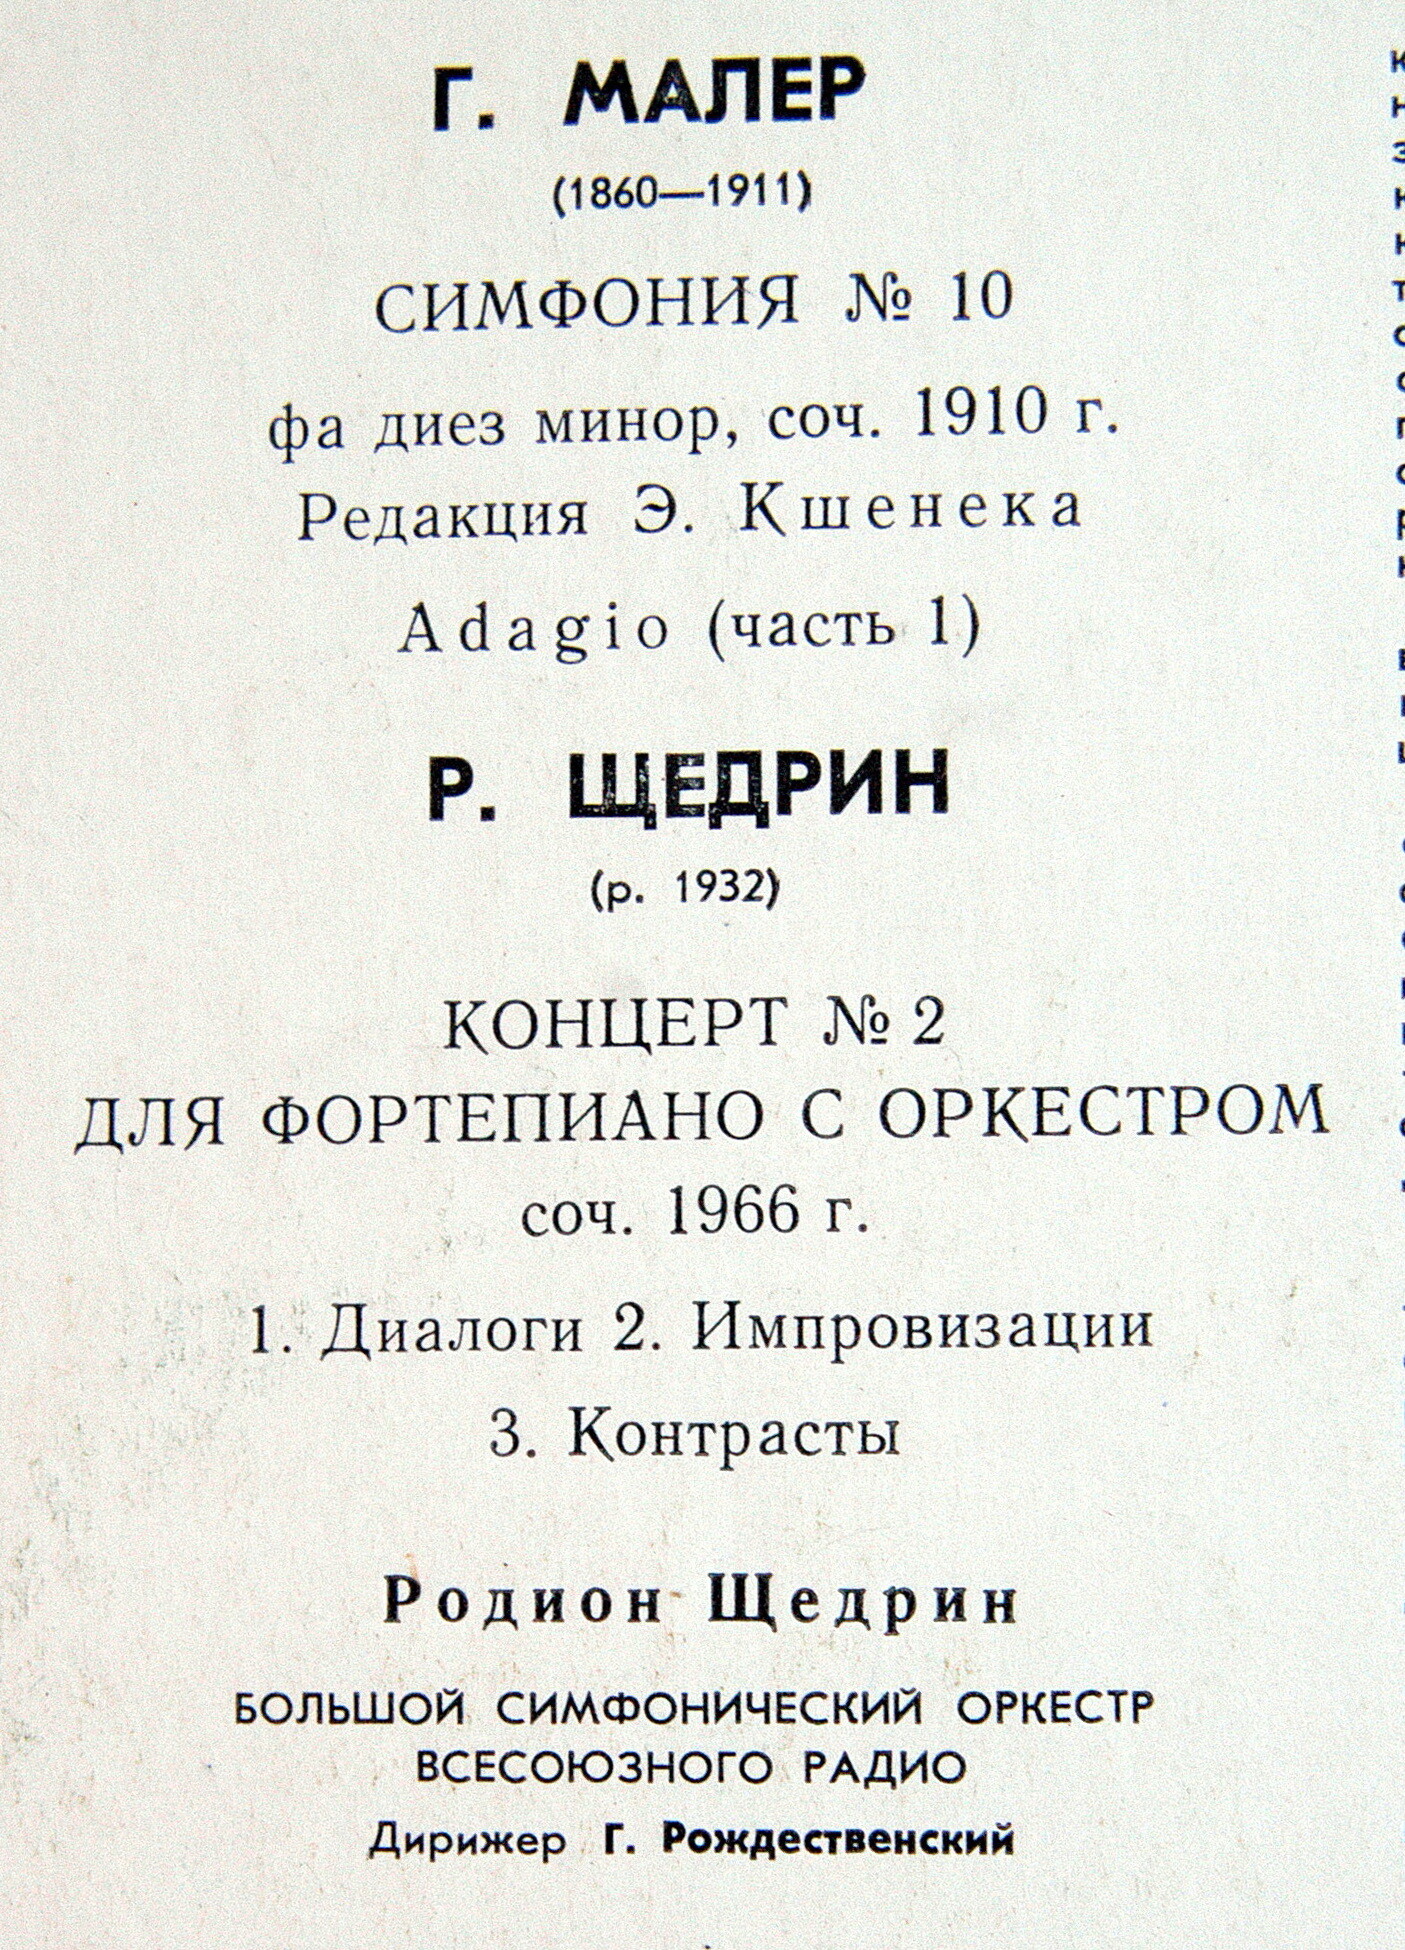 Г. МАЛЕР
(1860—1911)
СИМФОНИЯ № 10
фа диез минор, соч. 1910 г.
Редакция Э. Кшенека
Adagio (часть 1)
Р. ЩЕДРИН
(р. 1932)
КОНЦЕРТ № 2
ДЛЯ ФОРТЕПИАНО С ОРКЕСТРОМ
соч. 1966 г.
1. Диалоги 2. Импровизации
3. Контрасты
Родион Щедрин
БОЛЬШОЙ СИМФОНИЧЕСКИЙ ОРКЕСТР
ВСЕСОЮЗНОГО РАДИО
Дирижер Г. Рождественский